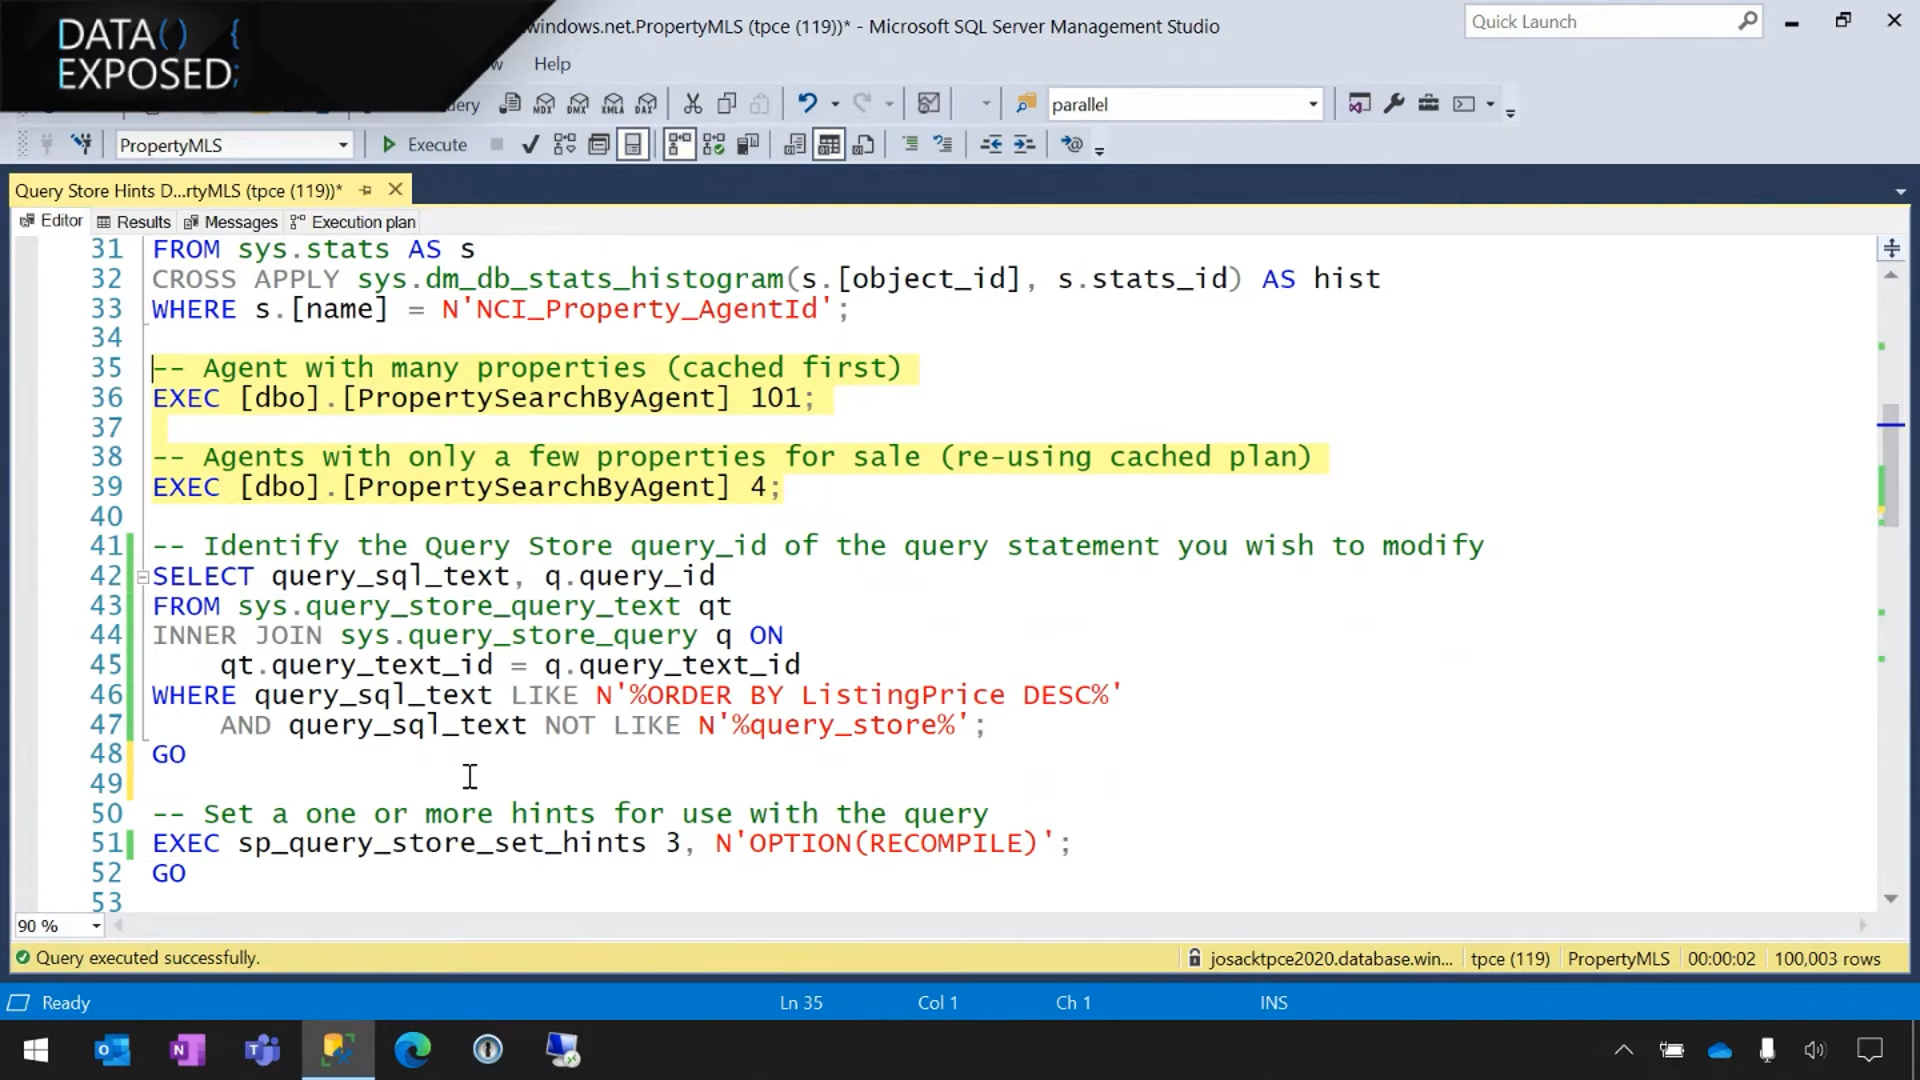 DATA() {
EXPOSED;
windows.net.PropertyMLS (tpce (119))* - Microsoft SQL Server Management Studio
Quick Launch
Help
parallel
PropertyMLS
Execute
Query Store Hints D...rtyMLS (tpce (119))*
Editor
Results
Messages
Execution plan
31 FROM sys.stats AS s
32 CROSS APPLY sys.dm_db_stats_histogram(s.[object_id], s.stats_id) AS hist
33 WHERE s.[name] = N'NCI_Property_AgentId';
34
35 -- Agent with many properties (cached first)
36 EXEC [dbo].[PropertySearchByAgent] 101;
37
38 -- Agents with only a few properties for sale (re-using cached plan)
39 EXEC [dbo].[PropertySearchByAgent] 4;
40
41 -- Identify the Query Store query_id of the query statement you wish to modify
42 SELECT query_sql_text, q.query_id
43 FROM sys.query_store_query_text qt
44 INNER JOIN sys.query_store_query q ON
45 qt.query_text_id = q.query_text_id
46 WHERE query_sql_text LIKE N'%ORDER BY ListingPrice DESC%'
47 AND query_sql_text NOT LIKE N'%query_store%';
48 GO
49
50 -- Set a one or more hints for use with the query
51 EXEC sp_query_store_set_hints 3, N'OPTION(RECOMPILE)';
52 GO
53
90 %
Query executed successfully.
josacktpce2020.database.win...
tpce (119)
PropertyMLS
00:00:02
100,003 rows
Ready
Ln 35
Col 1
Ch 1
INS